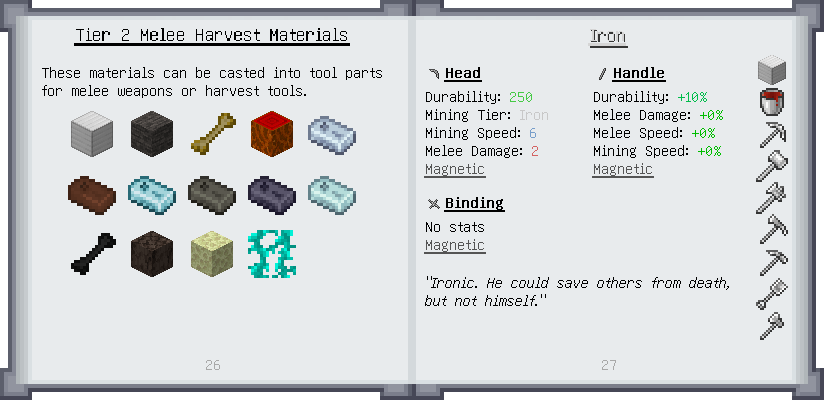 Tier 2 Melee Harvest Materials
These materials can be casted into tool parts
for melee weapons or harvest tools.
26
Iron
Head
Durability: 250
Mining Tier: Iron
Mining Speed: 6
Melee Damage: 2
Magnetic
Handle
Durability: +10%
Melee Damage: +0%
Melee Speed: +0%
Mining Speed: +0%
Magnetic
Binding
No stats
Magnetic
"Ironic. He could save others from death,
but not himself."
27